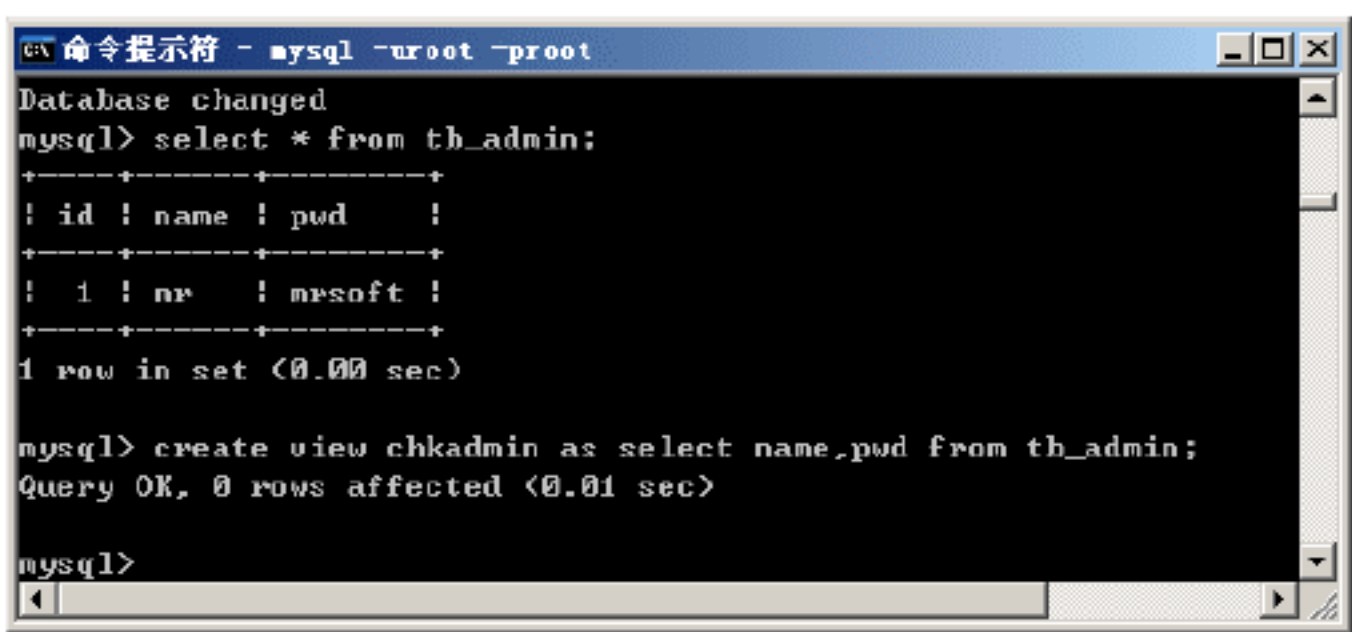 命令提示符 - mysql -uroot -proot
Database changed
mysql> select * from tb_admin;
+----+------+--------+
| id | name | pwd    |
+----+------+--------+
|  1 | mr   | mrsoft |
+----+------+--------+
1 row in set (0.00 sec)
mysql> create view chkadmin as select name,pwd from tb_admin;
Query OK, 0 rows affected (0.01 sec)
mysql>